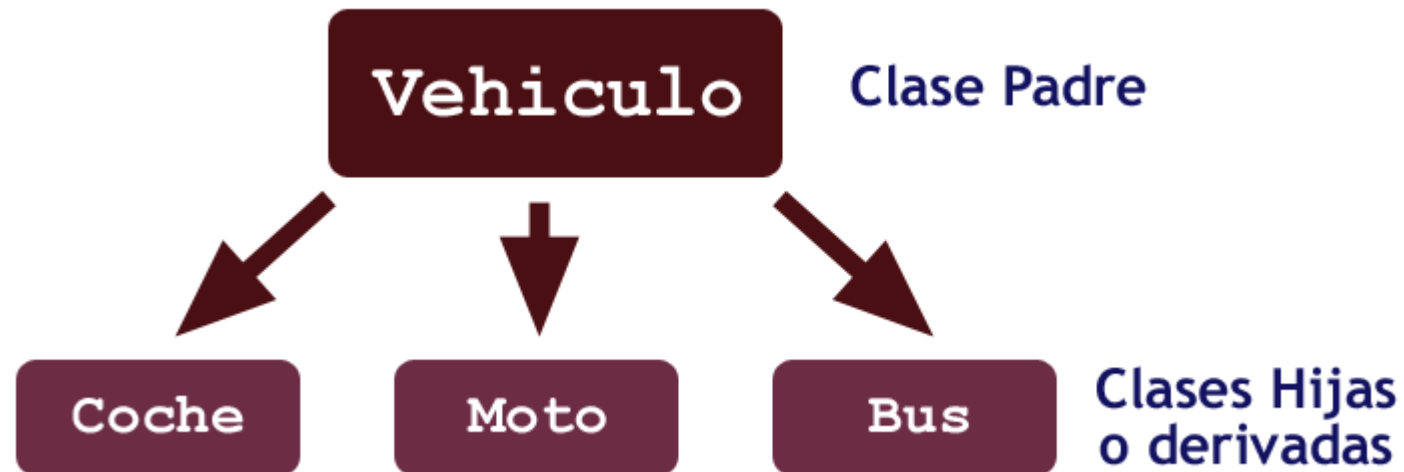 Vehiculo
Clase Padre
Coche
Moto
Bus
Clases Hijas
o derivadas